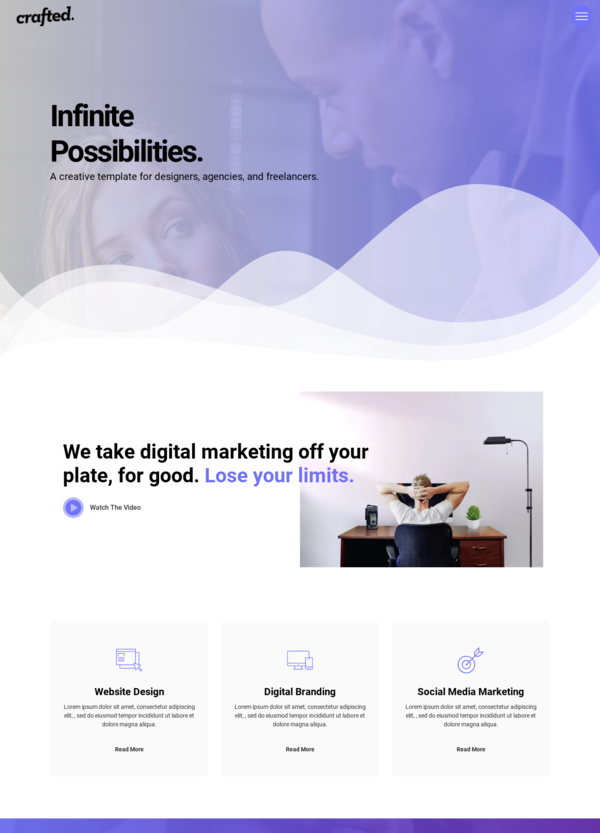 crafted.
Infinite
Possibilities.
A creative template for designers, agencies, and freelancers.
We take digital marketing off your
plate, for good. Lose your limits.
Watch The Video
Website Design
Lorem ipsum dolor sit amet, consectetur adipiscing
elit, , sed do eiusmod tempor incididunt ut labore et
dolore magna aliqua.
Read More
Digital Branding
Lorem ipsum dolor sit amet, consectetur adipiscing
elit, , sed do eiusmod tempor incididunt ut labore et
dolore magna aliqua.
Read More
Social Media Marketing
Lorem ipsum dolor sit amet, consectetur adipiscing
elit, , sed do eiusmod tempor incididunt ut labore et
dolore magna aliqua.
Read More